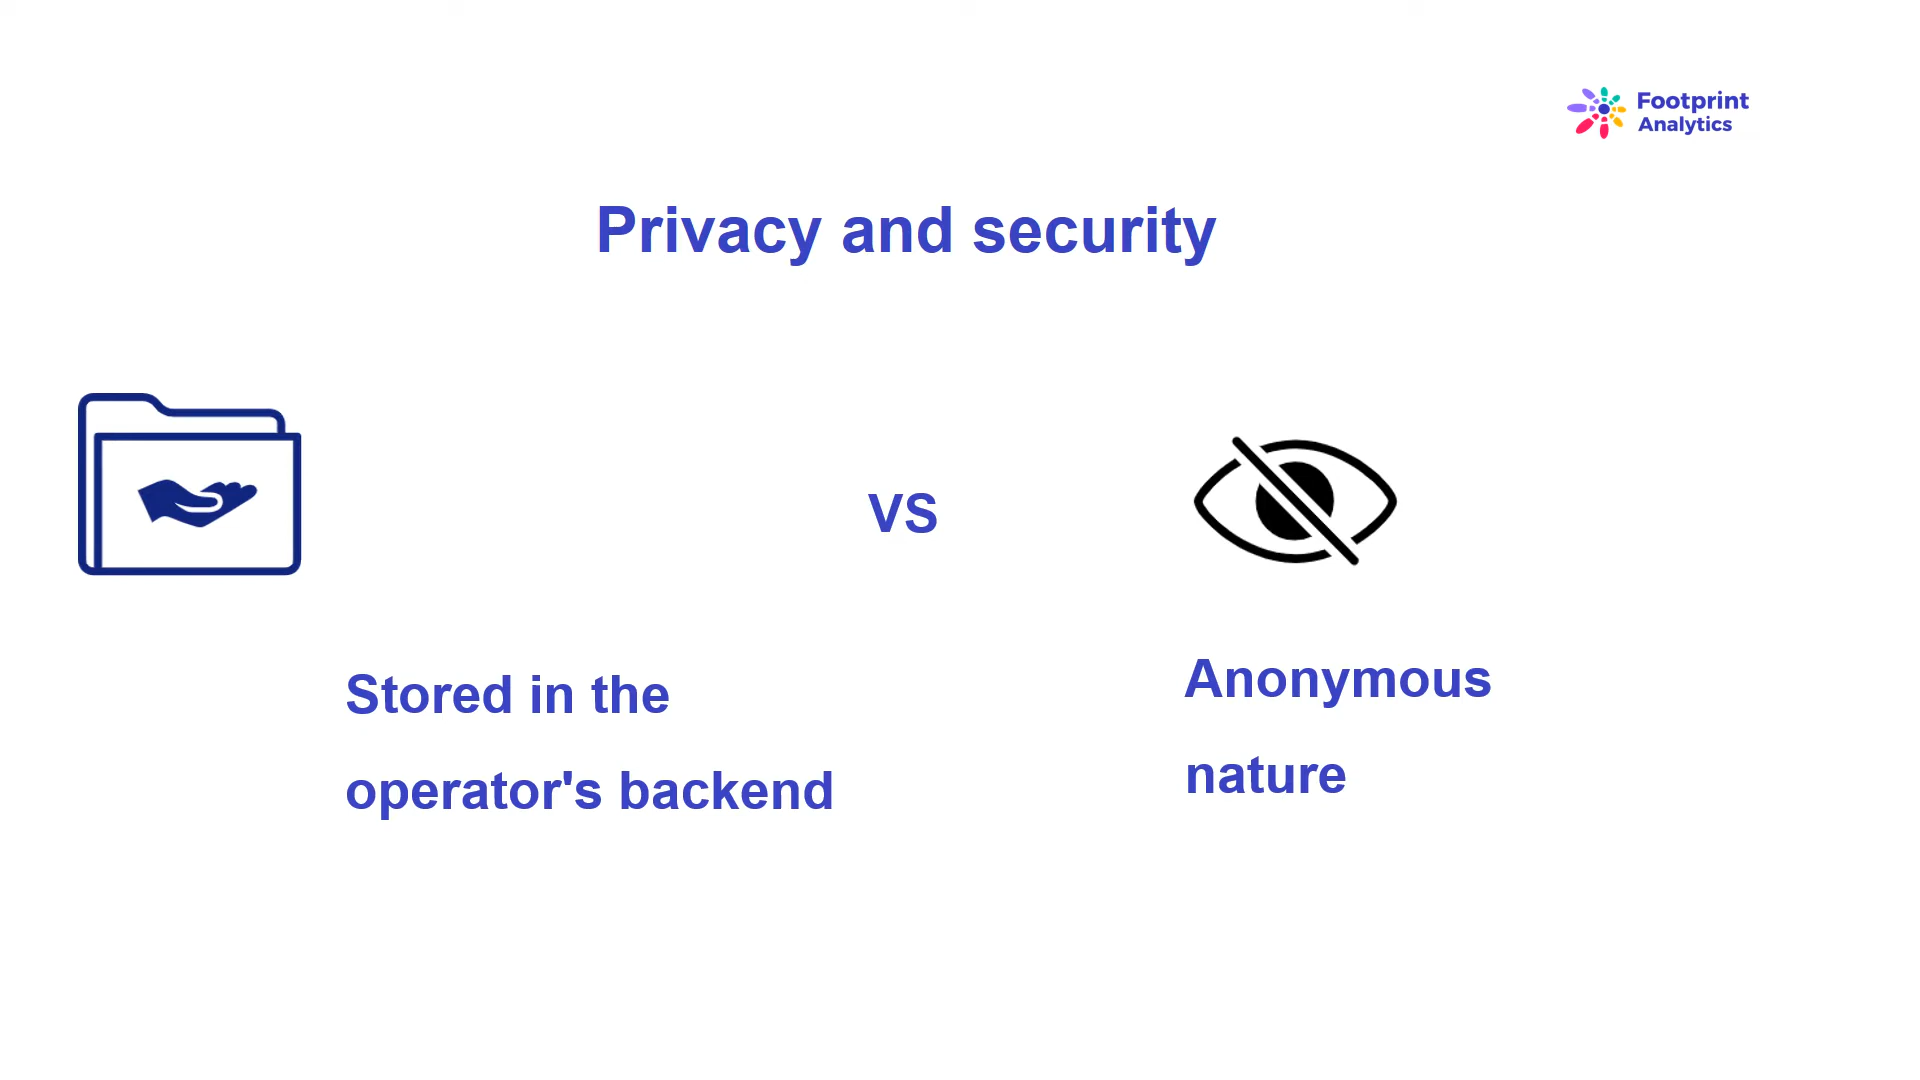 Footprint
Analytics
Privacy and security
VS
Stored in the
operator's backend
Anonymous
nature